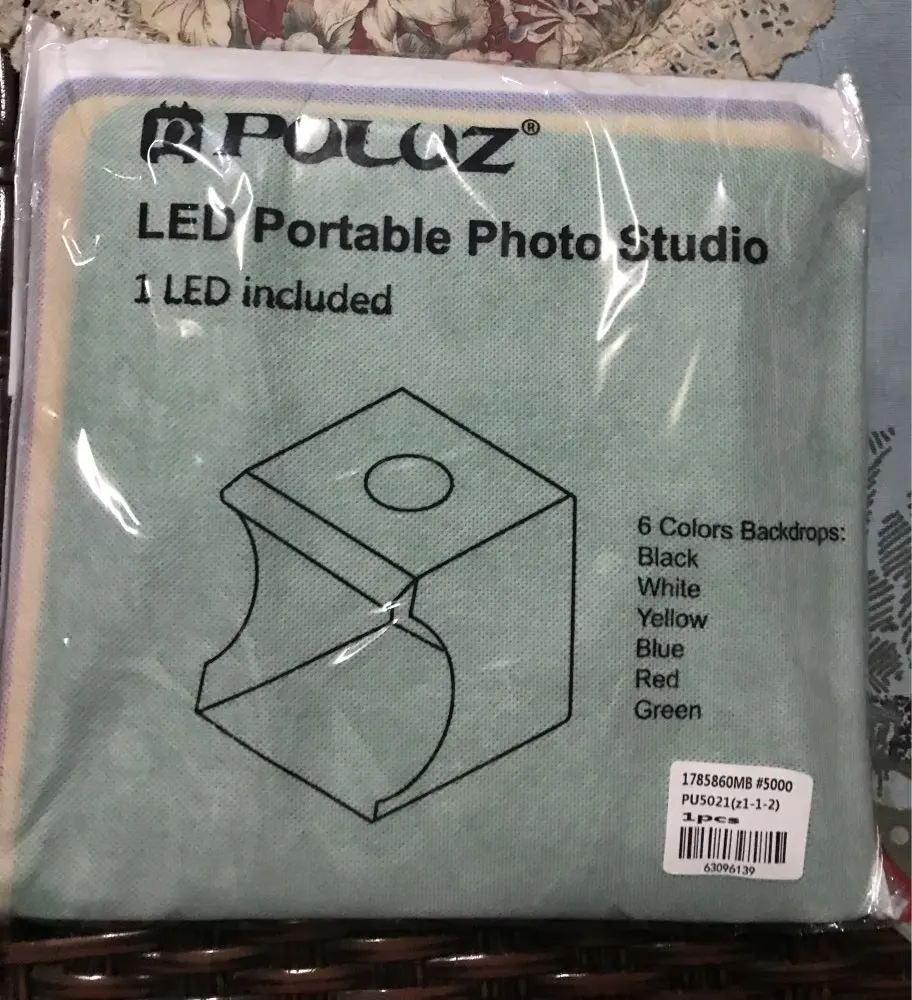 PULUZ®
LED Portable Photo Studio
1 LED included
6 Colors Backdrops:
Black
White
Yellow
Blue
Red
Green
1785860MB #5000
PU5021(z1-1-2)
1pcs
63096139